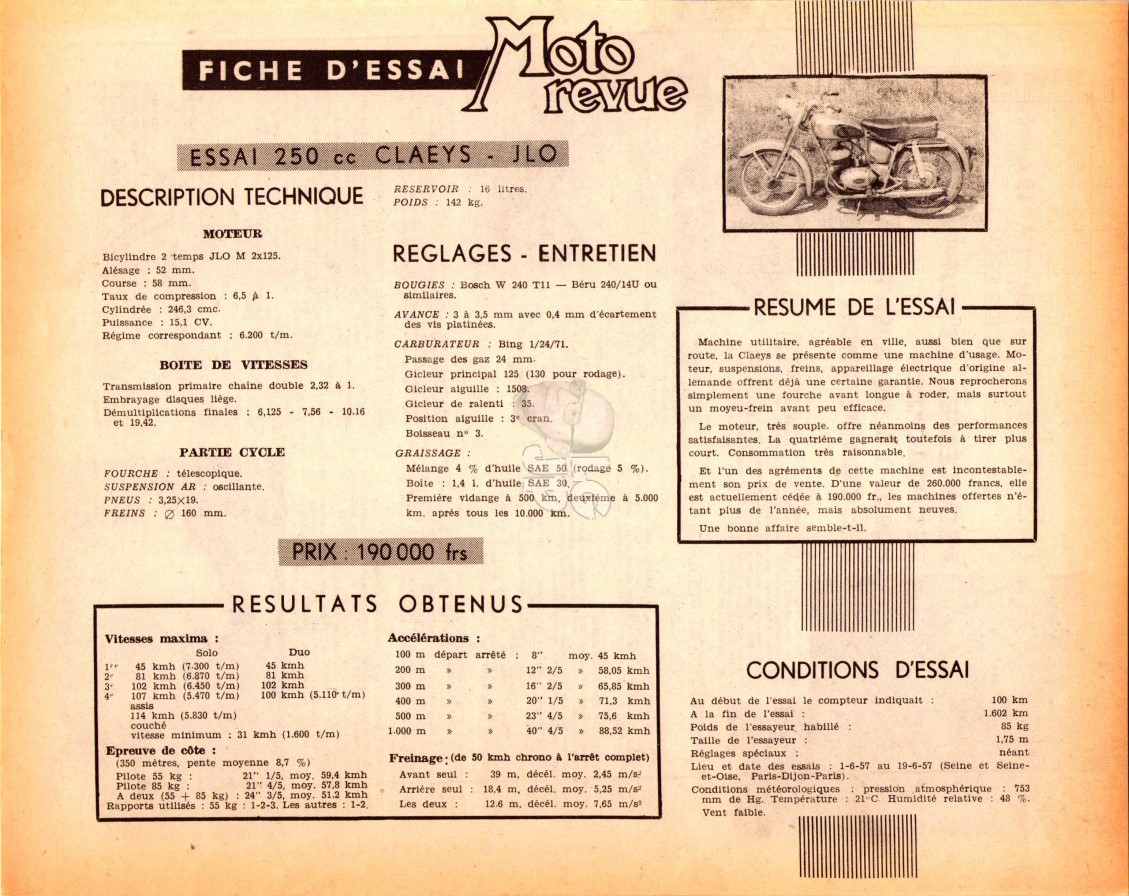 FICHE D'ESSAI
Moto
revue
ESSAI 250 cc CLAEYS - JLO
DESCRIPTION TECHNIQUE
MOTEUR
Bicylindre 2 temps JLO M 2x125.
Alésage : 52 mm.
Course : 58 mm.
Taux de compression : 6,5 à 1.
Cylindrée : 246,3 cmc.
Puissance : 15,1 CV.
Régime correspondant : 6.200 t/m.
BOITE DE VITESSES
Transmission primaire chaîne double 2,32 à 1.
Embrayage disques liège.
Démultiplications finales : 6,125 - 7,56 - 10.16
et 19,42.
PARTIE CYCLE
FOURCHE : télescopique.
SUSPENSION AR : oscillante.
PNEUS : 3,25×19.
FREINS : ∅ 160 mm.
RESERVOIR : 16 litres.
POIDS : 142 kg.
REGLAGES - ENTRETIEN
BOUGIES : Bosch W 240 T11 — Béru 240/14U ou
similaires.
AVANCE : 3 à 3,5 mm avec 0,4 mm d'écartement
des vis platinées.
CARBURATEUR : Bing 1/24/71.
Passage des gaz 24 mm.
Gicleur principal 125 (130 pour rodage).
Gicleur aiguille : 1508.
Gicleur de ralenti : 35.
Position aiguille : 3e cran.
Boisseau n° 3.
GRAISSAGE :
Mélange 4 % d'huile SAE 50 (rodage 5 %).
Boîte : 1,4 l. d'huile SAE 30.
Première vidange à 500 km, deuxième à 5.000
km. après tous les 10.000 km.
PRIX : 190 000 frs
RESUME DE L'ESSAI
Machine utilitaire, agréable en ville, aussi bien que sur
route, la Claeys se présente comme une machine d'usage. Mo-
teur, suspensions, freins, appareillage électrique d'origine al-
lemande offrent déjà une certaine garantie. Nous reprocherons
simplement une fourche avant longue à roder, mais surtout
un moyeu-frein avant peu efficace.
Le moteur, très souple. offre néanmoins des performances
satisfaisantes. La quatrième gagnerait toutefois à tirer plus
court. Consommation très raisonnable.
Et l'un des agréments de cette machine est incontestable-
ment son prix de vente. D'une valeur de 260.000 francs, elle
est actuellement cédée à 190.000 fr., les machines offertes n'é-
tant plus de l'année, mais absolument neuves.
Une bonne affaire semble-t-il.
RESULTATS OBTENUS
Vitesses maxima :
Solo Duo
1re 45 kmh (7.300 t/m) 45 kmh
2e 81 kmh (6.870 t/m) 81 kmh
3e 102 kmh (6.450 t/m) 102 kmh
4e 107 kmh (5.470 t/m) 100 kmh (5.110 t/m)
assis
114 kmh (5.830 t/m)
couché
vitesse minimum : 31 kmh (1.600 t/m)
Epreuve de côte :
(350 mètres, pente moyenne 8,7 %)
Pilote 55 kg : 21" 1/5, moy. 59,4 kmh
Pilote 85 kg : 21" 4/5, moy. 57,8 kmh
A deux (55 + 85 kg) : 24" 3/5, moy. 51.2 kmh
Rapports utilisés : 55 kg : 1-2-3. Les autres : 1-2.
Accélérations :
100 m départ arrêté : 8" moy. 45 kmh
200 m » » 12" 2/5 » 58,05 kmh
300 m » » 16" 2/5 » 65,85 kmh
400 m » » 20" 1/5 » 71,3 kmh
500 m » » 23" 4/5 » 75,6 kmh
1.000 m » » 40" 4/5 » 88,52 kmh
Freinage : (de 50 kmh chrono à l'arrêt complet)
Avant seul : 39 m, décél. moy. 2,45 m/s²
Arrière seul : 18,4 m, décél. moy. 5,25 m/s²
Les deux : 12.6 m, décél. moy. 7,65 m/s²
CONDITIONS D'ESSAI
Au début de l'essai le compteur indiquait : 100 km
A la fin de l'essai : 1.602 km
Poids de l'essayeur habillé : 85 kg
Taille de l'essayeur : 1,75 m
Réglages spéciaux : néant
Lieu et date des essais : 1-6-57 au 19-6-57 (Seine et Seine-
et-Oise, Paris-Dijon-Paris).
Conditions météorologiques : pression atmosphérique : 753
mm de Hg. Température : 21°C. Humidité relative : 48 %.
Vent faible.